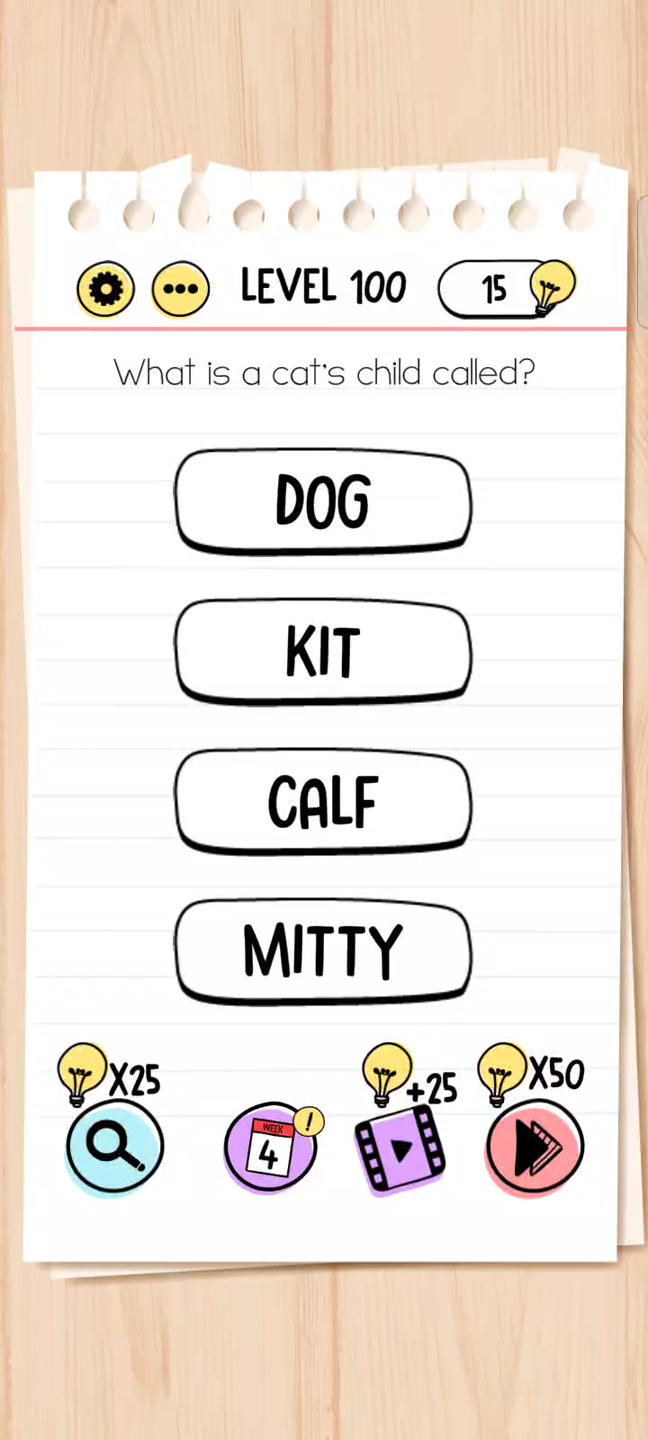 LEVEL 100
15
What is a cat's child called?
DOG
KIT
CALF
MITTY
X25
WEEK
4
!
+25
X50